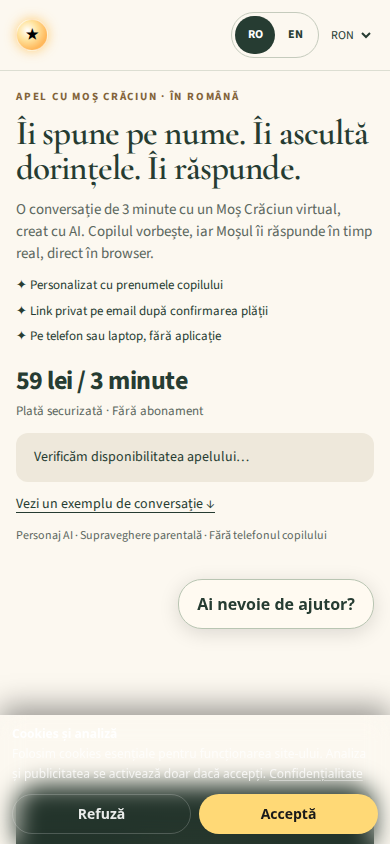 RO EN RON
APEL CU MOȘ CRĂCIUN · ÎN ROMÂNĂ
Îi spune pe nume. Îi ascultă
dorințele. Îi răspunde.
O conversație de 3 minute cu un Moș Crăciun virtual,
creat cu AI. Copilul vorbește, iar Moșul îi răspunde în timp
real, direct în browser.
✦ Personalizat cu prenumele copilului
✦ Link privat pe email după confirmarea plății
✦ Pe telefon sau laptop, fără aplicație
59 lei / 3 minute
Plată securizată · Fără abonament
Verificăm disponibilitatea apelului…
Vezi un exemplu de conversație ↓
Personaj AI · Supraveghere parentală · Fără telefonul copilului
Ai nevoie de ajutor?
Cookies și analiză
și publicitatea se activează doar dacă accepți. Confidențialitate
Refuză Acceptă